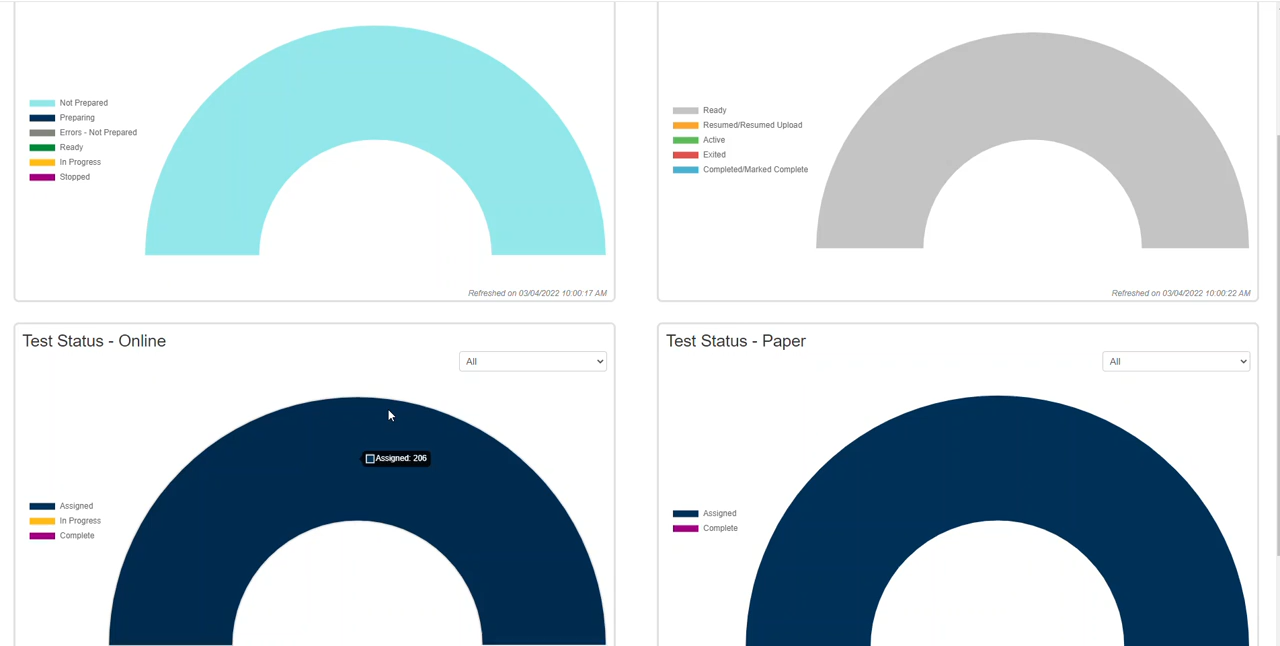 Not Prepared
Preparing
Errors - Not Prepared
Ready
In Progress
Stopped
Refreshed on 03/04/2022 10:00:17 AM
Ready
Resumed/Resumed Upload
Active
Exited
Completed/Marked Complete
Refreshed on 03/04/2022 10:00:22 AM
Test Status - Online
All
Assigned: 206
Assigned
In Progress
Complete
Test Status - Paper
All
Assigned
Complete